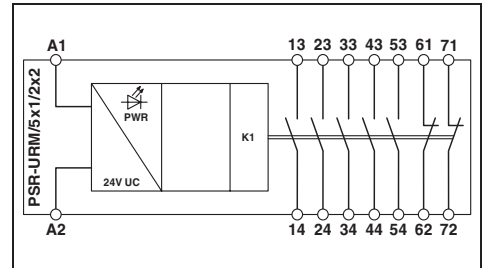 A1 13 23 33 43 53 61 71
PSR-URM/5x1/2x2
PWR
K1
24V UC
A2 14 24 34 44 54 62 72